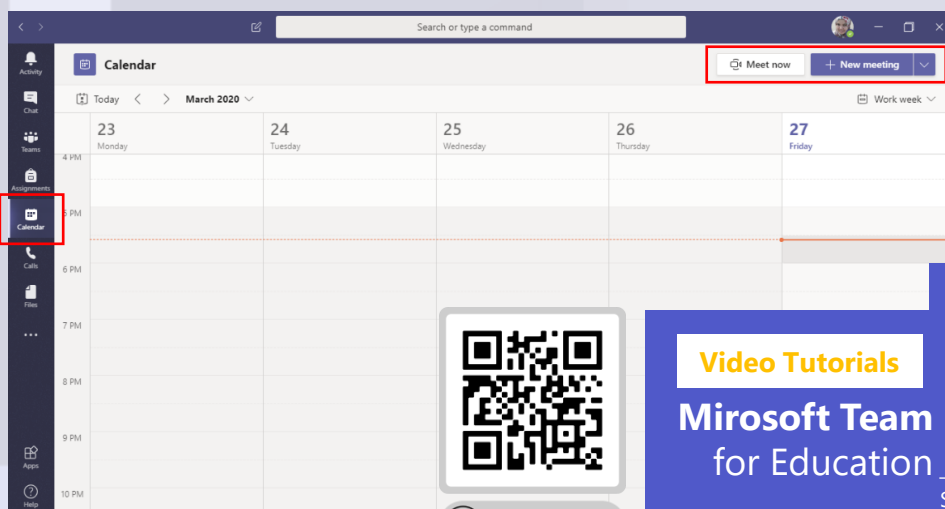 Search or type a command
Activity
Calendar
Meet now
New meeting
Chat
Today
March 2020
Work week
Teams
23
Monday
24
Tuesday
25
Wednesday
26
Thursday
27
Friday
4 PM
Assignments
5 PM
Calendar
Calls
6 PM
Files
7 PM
Video Tutorials
8 PM
Mirosoft Team
9 PM
for Education
Apps
10 PM
Help